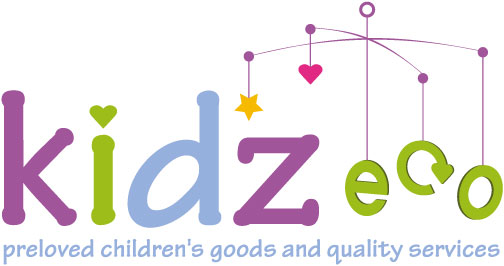 kidz eco
preloved children's goods and quality services